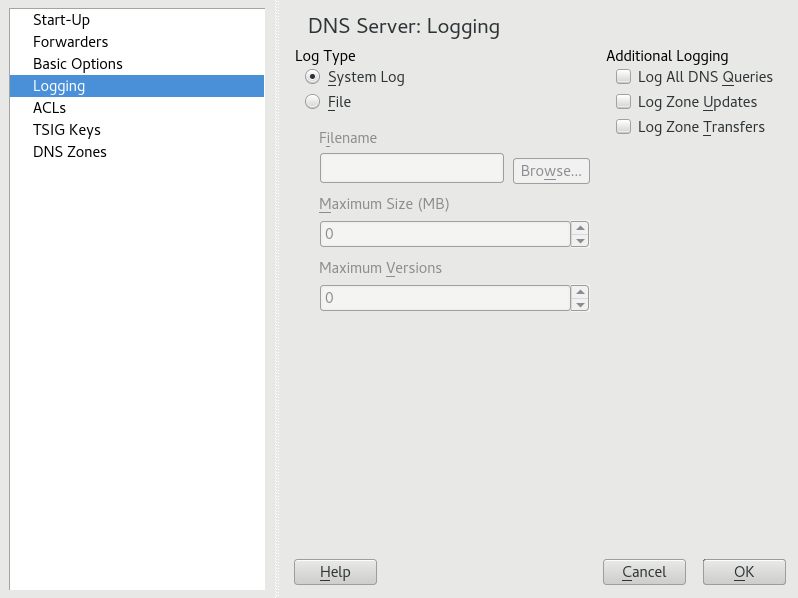 Start-Up
Forwarders
Basic Options
Logging
ACLs
TSIG Keys
DNS Zones
DNS Server: Logging
Log Type
System Log
File
Filename
Browse...
Maximum Size (MB)
0
Maximum Versions
0
Additional Logging
Log All DNS Queries
Log Zone Updates
Log Zone Transfers
Help
Cancel
OK